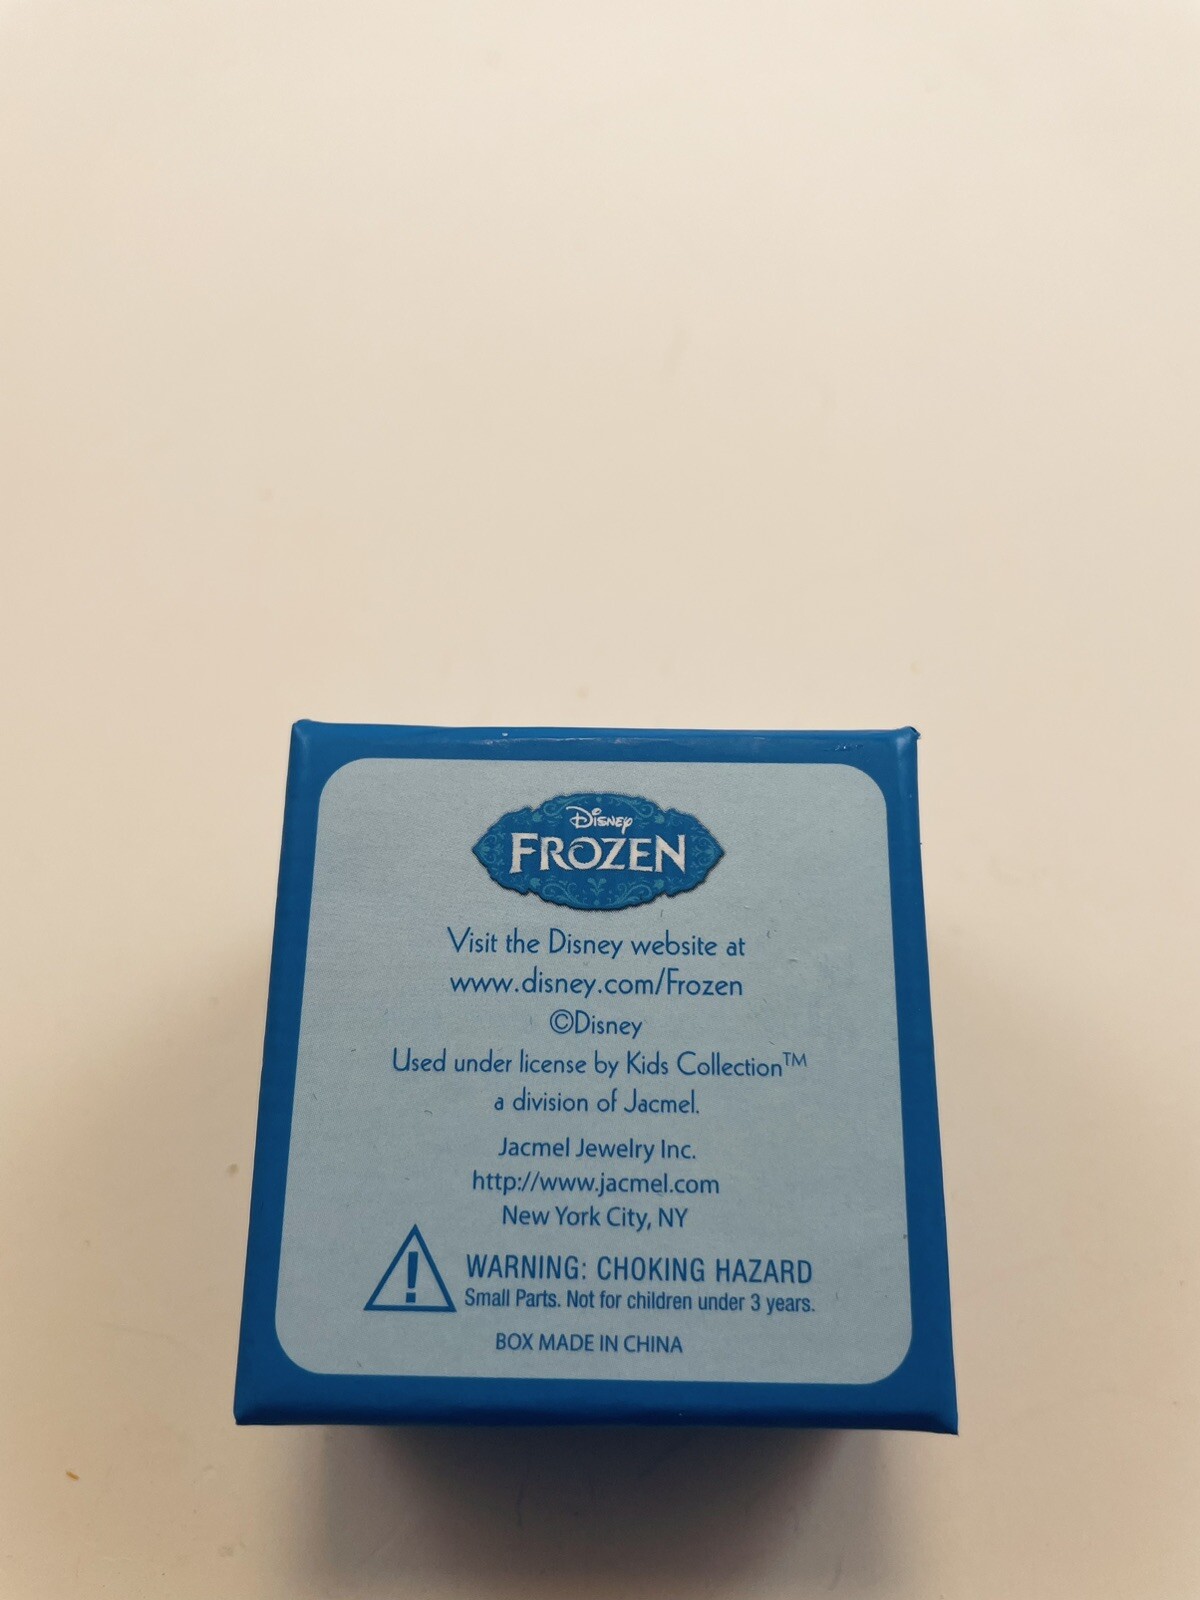 Disney
FROZEN
Visit the Disney website at
www.disney.com/Frozen
©Disney
Used under license by Kids Collection™
a division of Jacmel.
Jacmel Jewelry Inc.
http://www.jacmel.com
New York City, NY
WARNING: CHOKING HAZARD
Small Parts. Not for children under 3 years.
BOX MADE IN CHINA